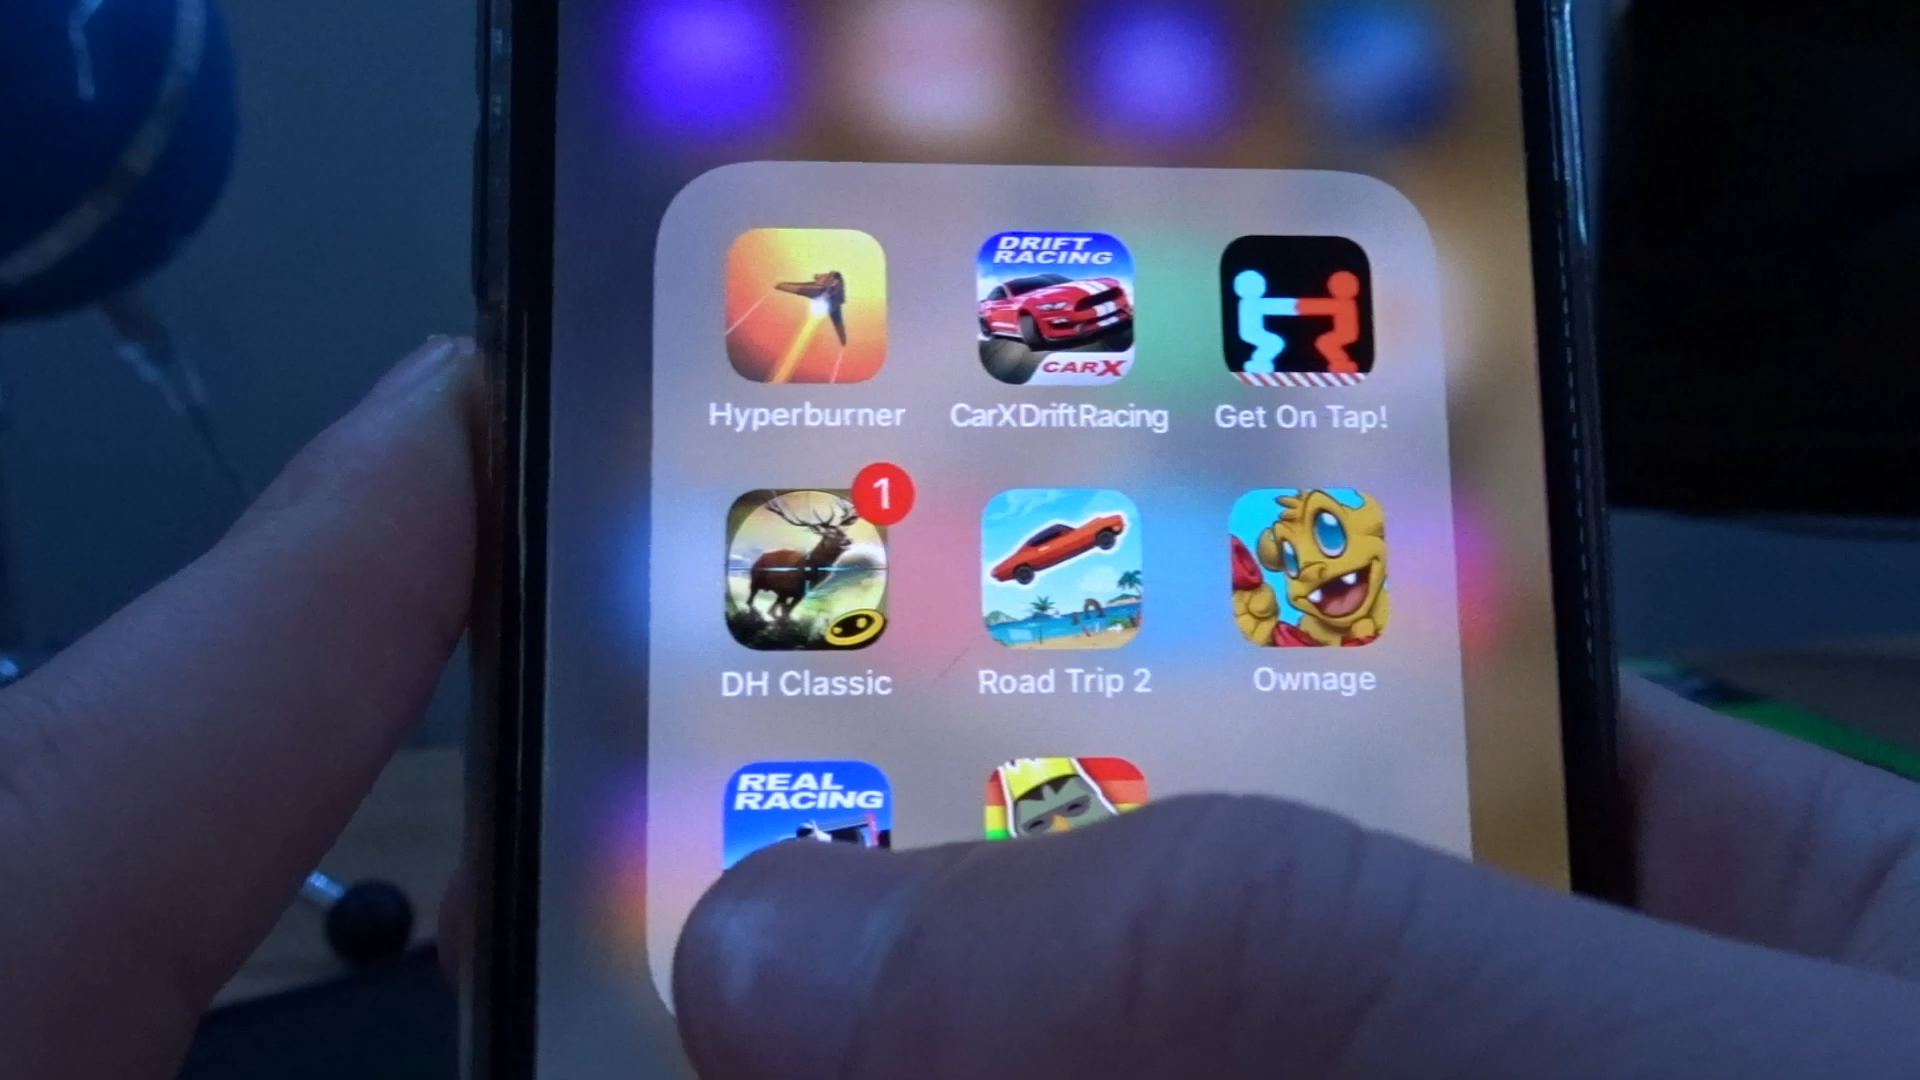 DRIFT
RACING
CARX
Hyperburner
CarXDriftRacing
Get On Tap!
1
DH Classic
Road Trip 2
Ownage
REAL
RACING